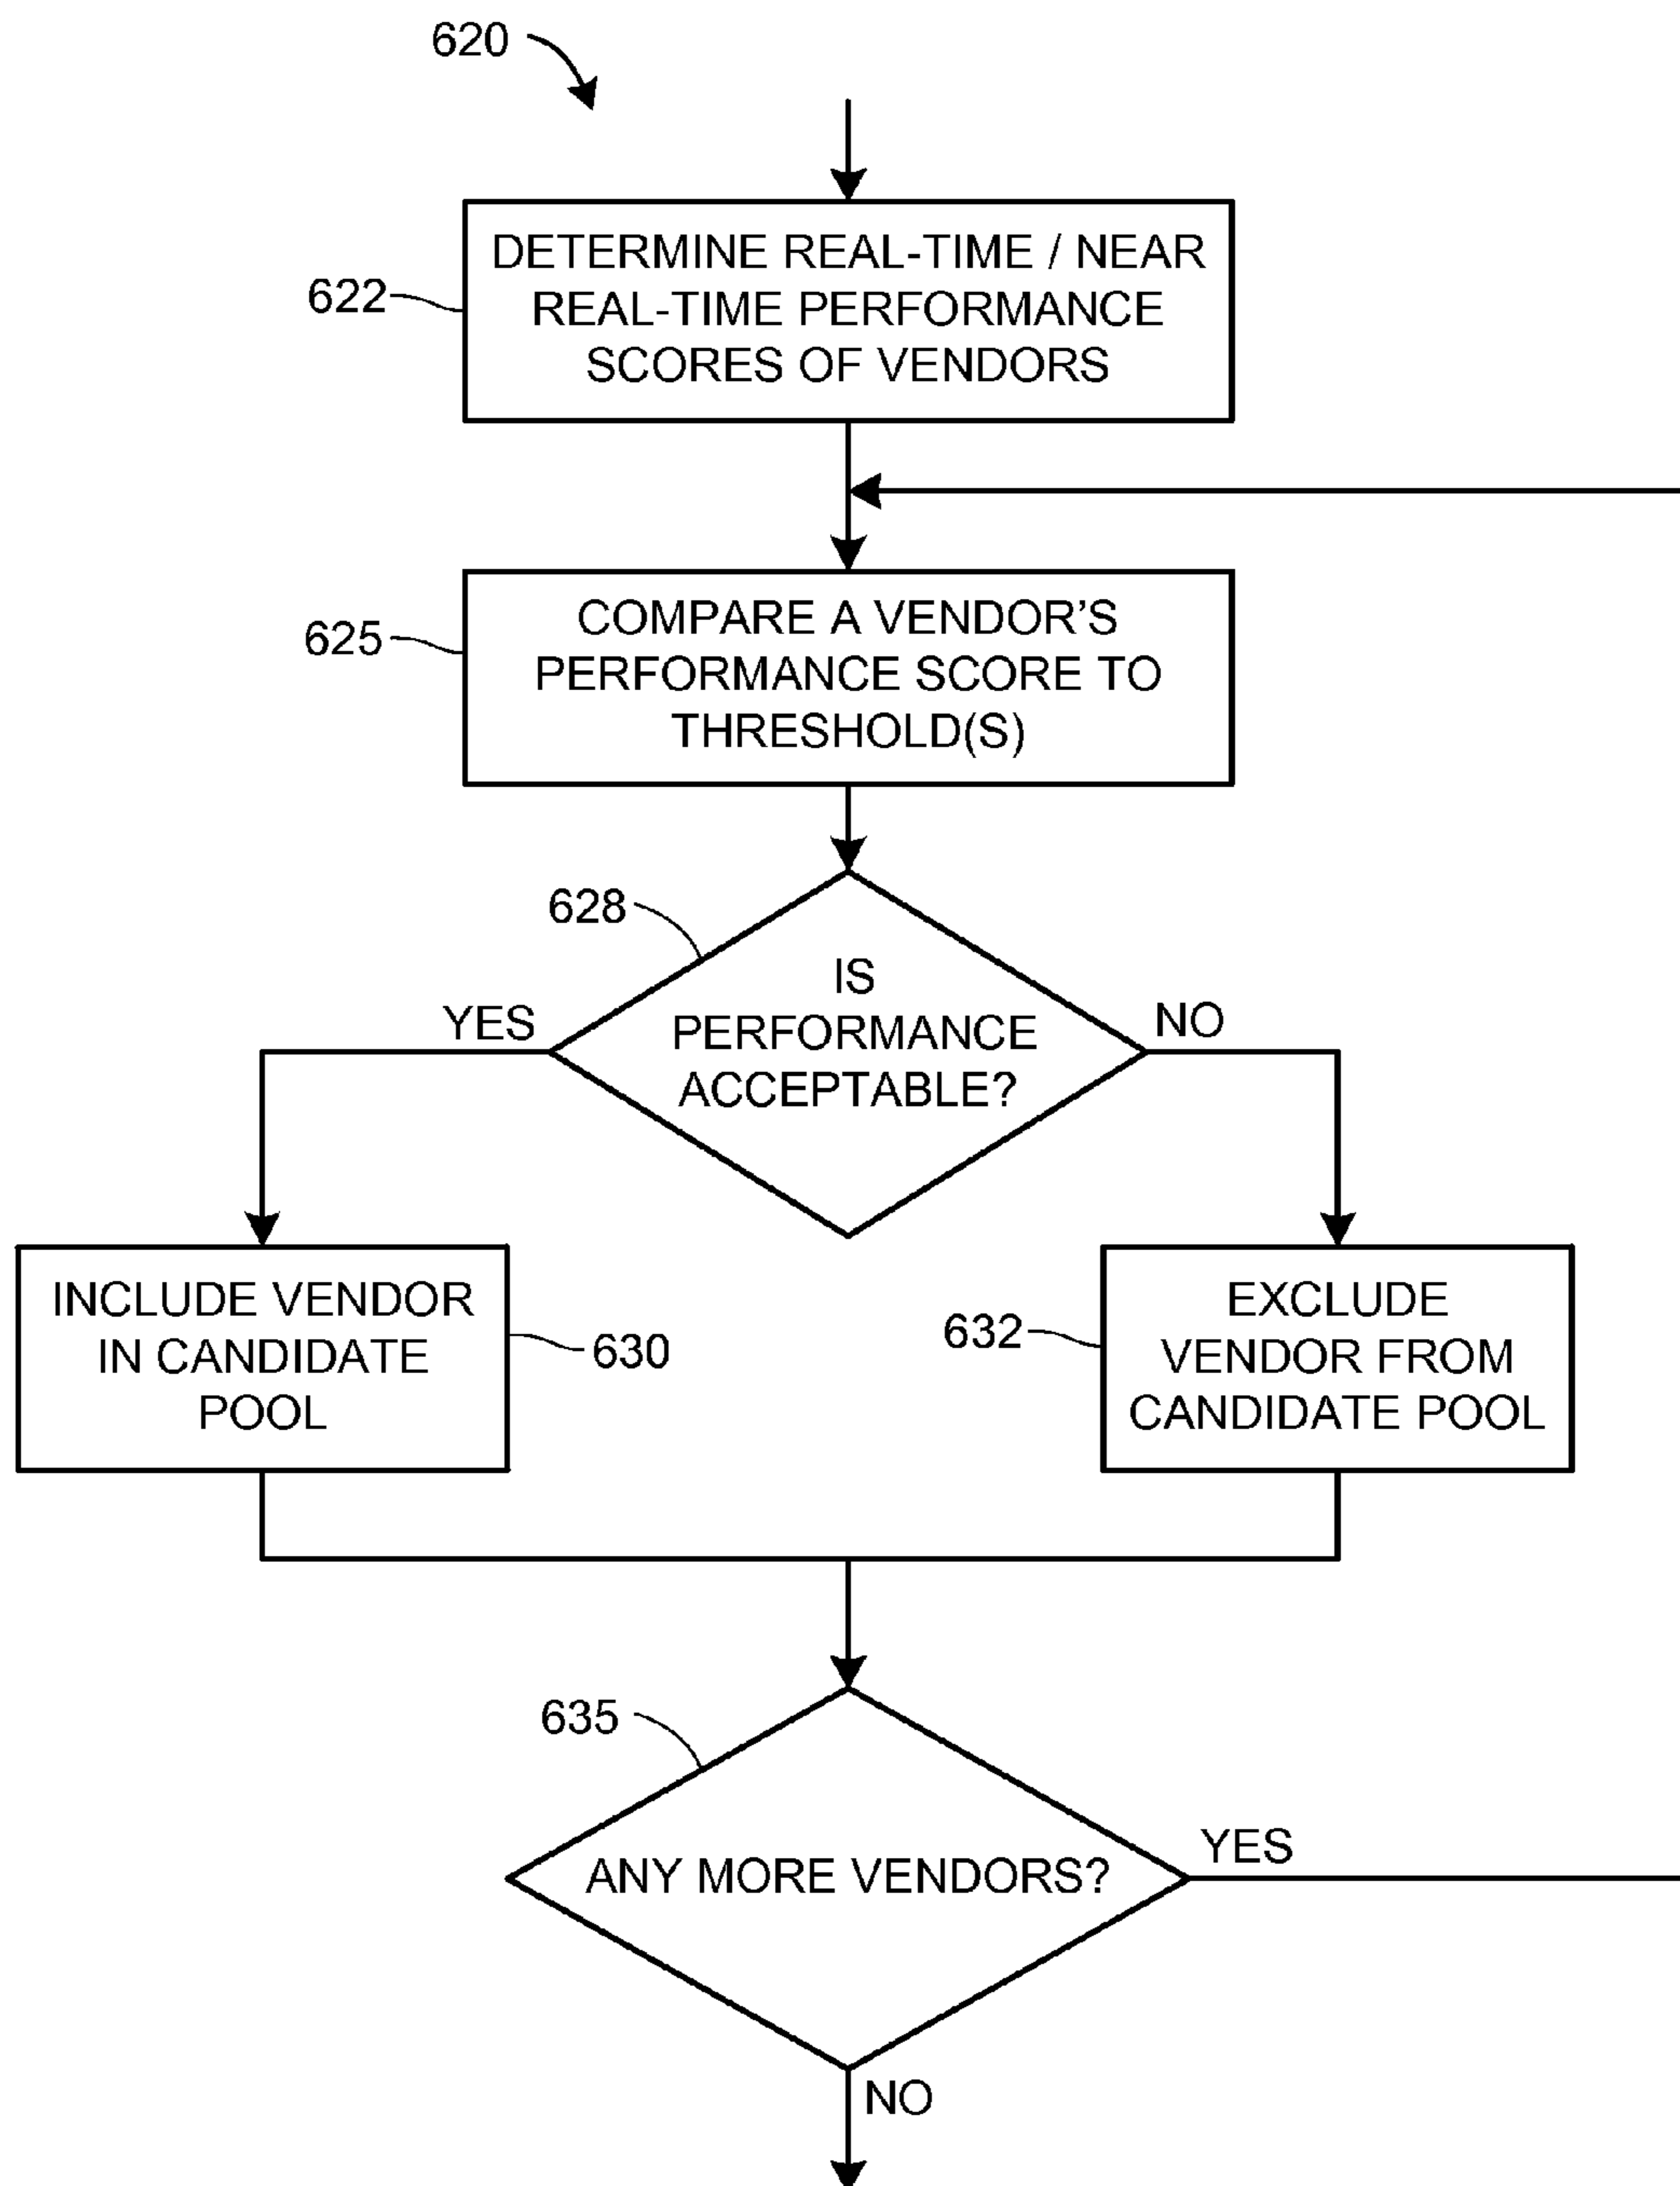 620
622
DETERMINE REAL-TIME / NEAR
REAL-TIME PERFORMANCE
SCORES OF VENDORS
625
COMPARE A VENDOR’S
PERFORMANCE SCORE TO
THRESHOLD(S)
628
IS
PERFORMANCE
ACCEPTABLE?
YES
NO
INCLUDE VENDOR
IN CANDIDATE
POOL
630
632
EXCLUDE
VENDOR FROM
CANDIDATE POOL
635
ANY MORE VENDORS?
YES
NO